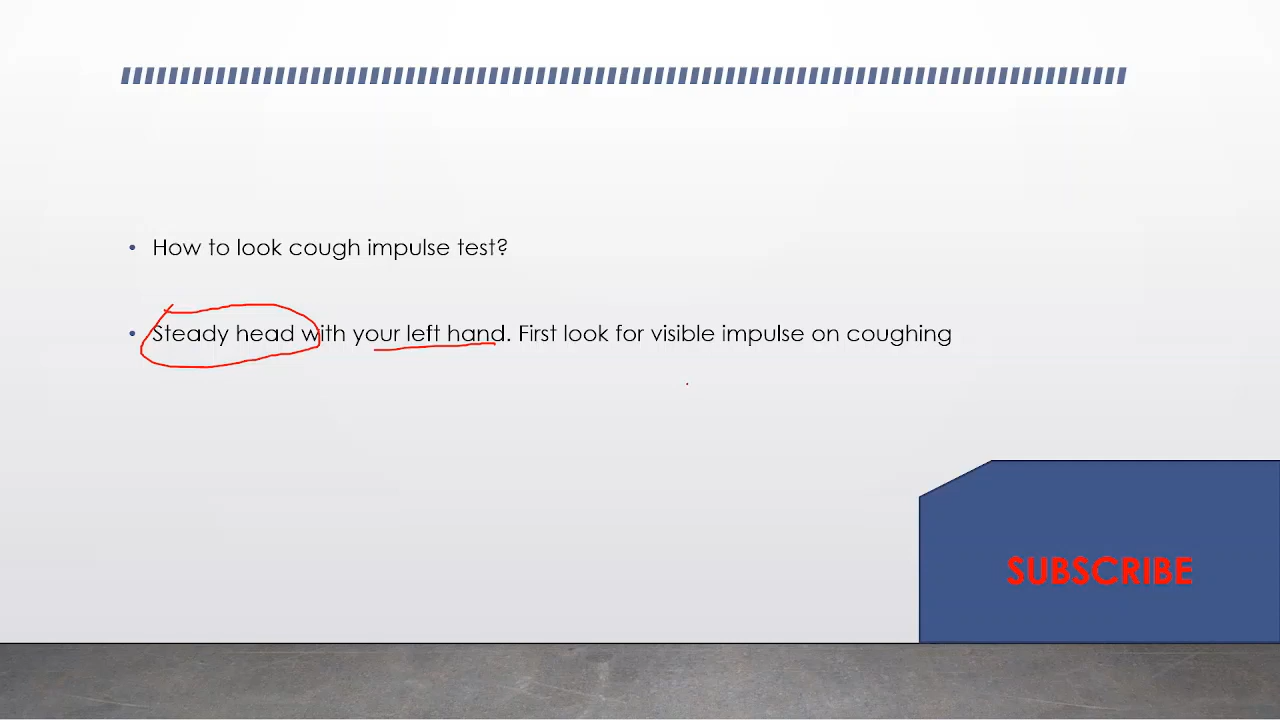 How to look cough impulse test?
Steady head with your left hand. First look for visible impulse on coughing
SUBSCRIBE